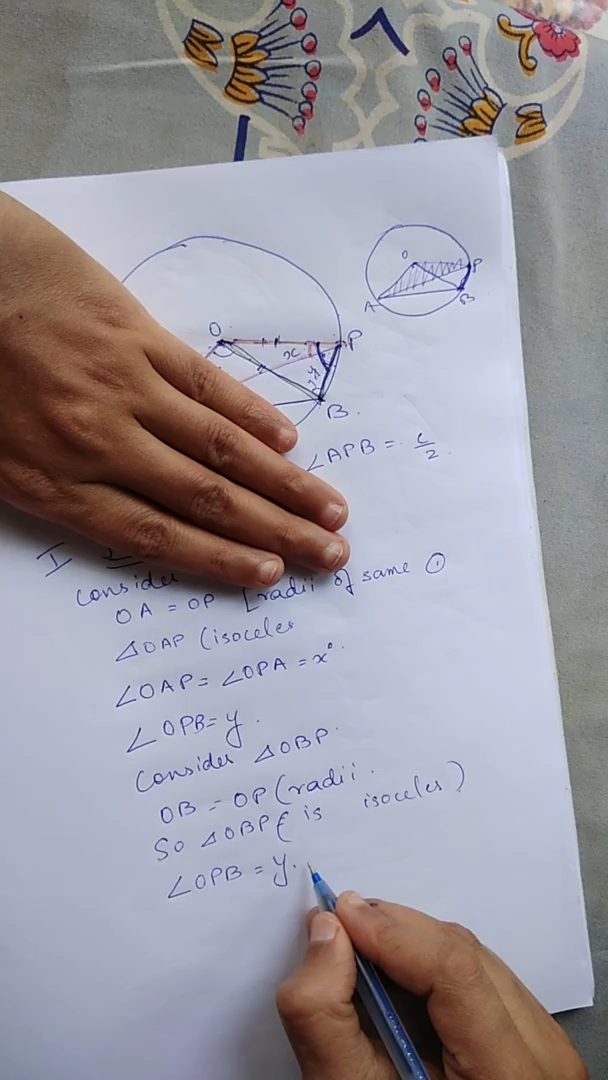 O
P
A
B
O
P
x
y
B.
∠APB = c/2.
I
Consider
OA = OP [radii of same ⊙
△OAP (isoceles
∠OAP = ∠OPA = x°.
∠OPB = y.
Consider △OBP.
OB = OP (radii.
So △OBP { is isoceles)
∠OPB = y.